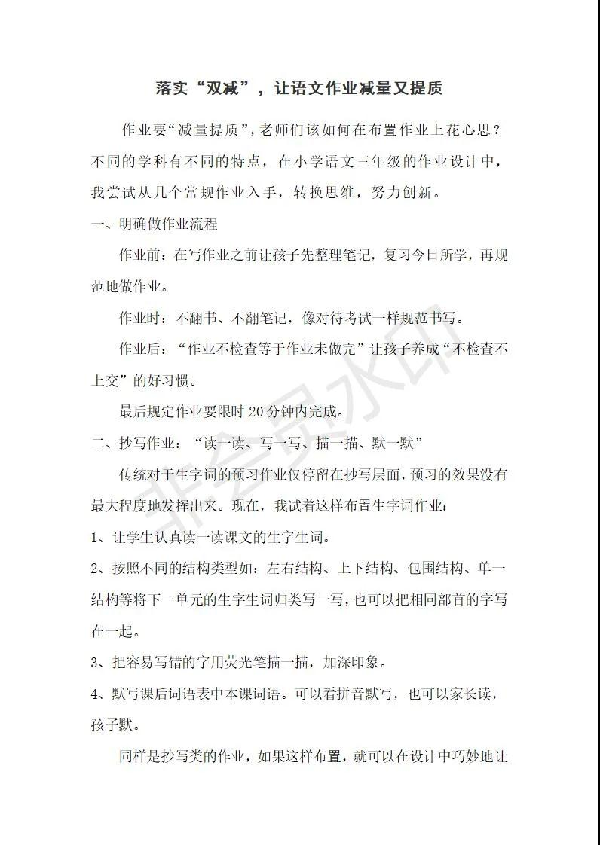 落实“双减”，让语文作业减量又提质
作业要“减量提质”，老师们该如何在布置作业上花心思？
不同的学科有不同的特点，在小学语文三年级的作业设计中，
我尝试从几个常规作业入手，转换思维，努力创新。
一、明确做作业流程
作业前：在写作业之前让孩子先整理笔记，复习今日所学，再规
范地做作业。
作业时：不翻书、不翻笔记，像对待考试一样规范书写。
作业后：“作业不检查等于作业未做完”让孩子养成“不检查不
上交”的好习惯。
最后规定作业要限时20分钟内完成。
二、抄写作业：“读一读、写一写、描一描、默一默”
传统对于生字词的预习作业仅停留在抄写层面，预习的效果没有
最大程度地发挥出来。现在，我试着这样布置生字词作业：
1、让学生认真读一读课文的生字生词。
2、按照不同的结构类型如：左右结构、上下结构、包围结构、单一
结构等将下一单元的生字生词归类写一写，也可以把相同部首的字写
在一起。
3、把容易写错的字用荧光笔描一描，加深印象。
4、默写课后词语表中本课词语。可以看拼音默写，也可以家长读，
孩子默。
同样是抄写类的作业，如果这样布置，就可以在设计中巧妙地让
非会员水印